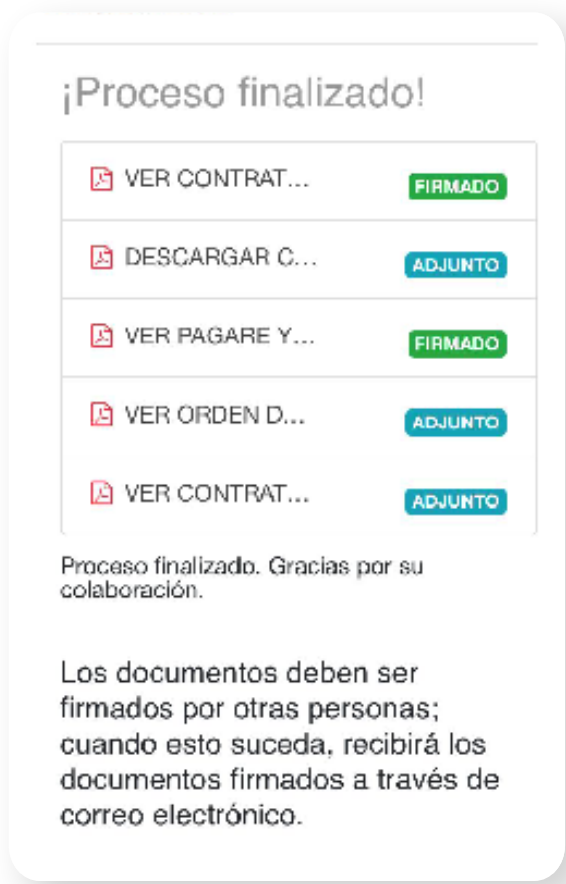 ¡Proceso finalizado!
VER CONTRAT...
FIRMADO
DESCARGAR C...
ADJUNTO
VER PAGARE Y...
FIRMADO
VER ORDEN D...
ADJUNTO
VER CONTRAT...
ADJUNTO
Proceso finalizado. Gracias por su
colaboración.
Los documentos deben ser
firmados por otras personas;
cuando esto suceda, recibirá los
documentos firmados a través de
correo electrónico.